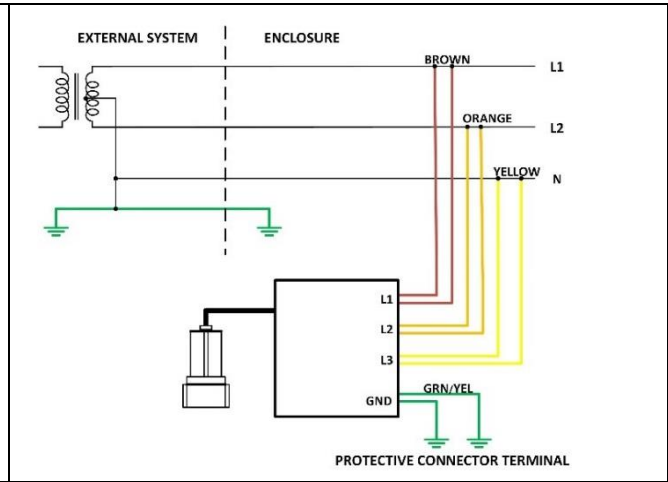 EXTERNAL SYSTEM
ENCLOSURE
BROWN
L1
ORANGE
L2
YELLOW
N
L1
L2
L3
GRN/YEL
GND
PROTECTIVE CONNECTOR TERMINAL